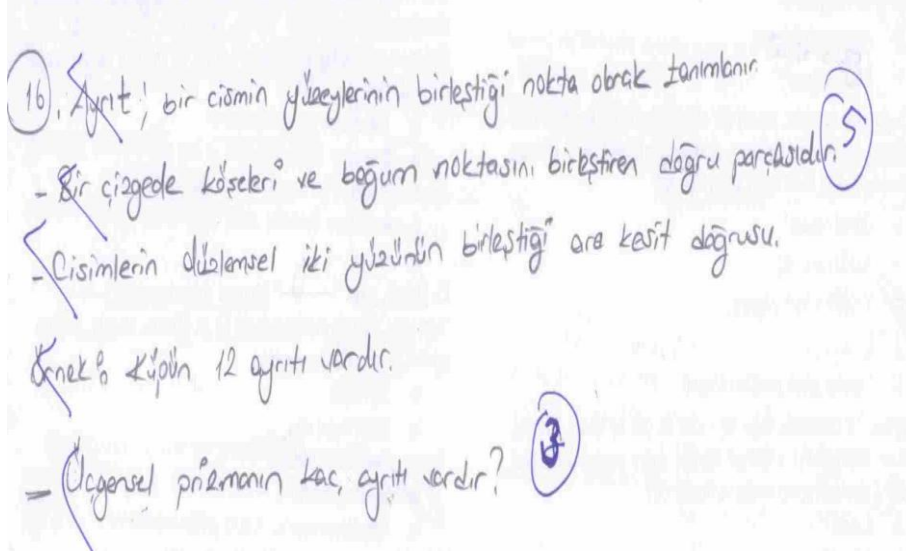 16. Ayrıt; bir cismin yüzeylerinin birleştiği nokta olarak tanımlanır.
5
- Bir çizgede köşeleri ve boğum noktasını birleştiren doğru parçasıdır.
- Cisimlerin düzlemsel iki yüzünün birleştiği ara kesit doğrusu.
Örnek: Küpün 12 ayrıtı vardır.
- Üçgensel prizmanın kaç ayrıtı vardır?